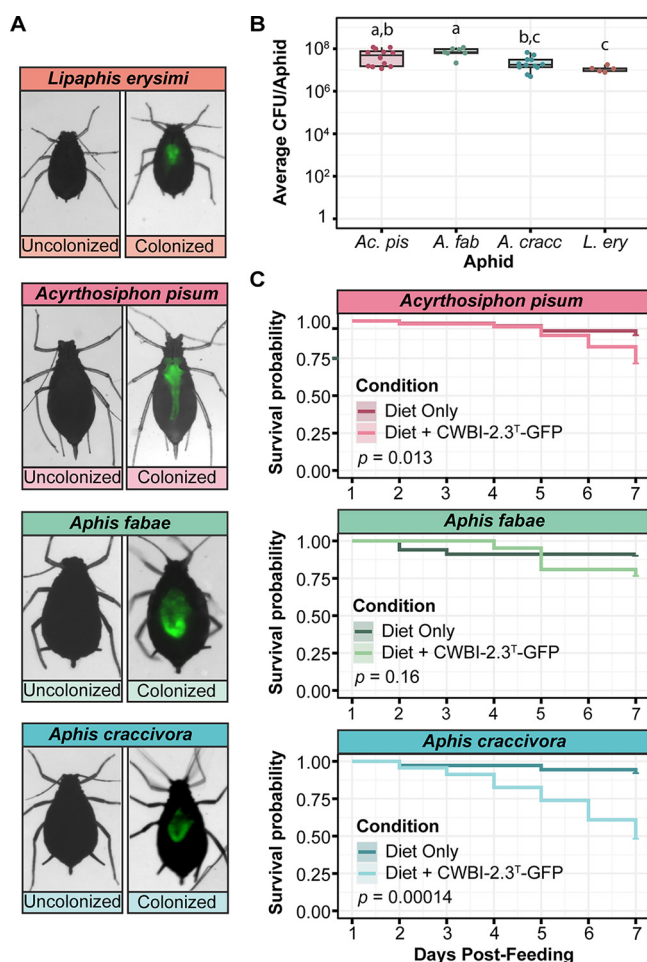 A
Lipaphis erysimi
Uncolonized Colonized
Acyrthosiphon pisum
Uncolonized Colonized
Aphis fabae
Uncolonized Colonized
Aphis craccivora
Uncolonized Colonized
B
Average CFU/Aphid
10⁸
10⁶
10⁴
10²
1
a,b a b,c c
Ac. pis A. fab A. cracc L. ery
Aphid
C
Acyrthosiphon pisum
Survival probability
1.00
0.75
0.50
0.25
0.00
Condition
Diet Only
Diet + CWBI-2.3ᵀ-GFP
p = 0.013
1 2 3 4 5 6 7
Aphis fabae
Survival probability
1.00
0.75
0.50
0.25
0.00
Condition
Diet Only
Diet + CWBI-2.3ᵀ-GFP
p = 0.16
1 2 3 4 5 6 7
Aphis craccivora
Survival probability
1.00
0.75
0.50
0.25
0.00
Condition
Diet Only
Diet + CWBI-2.3ᵀ-GFP
p = 0.00014
1 2 3 4 5 6 7
Days Post-Feeding